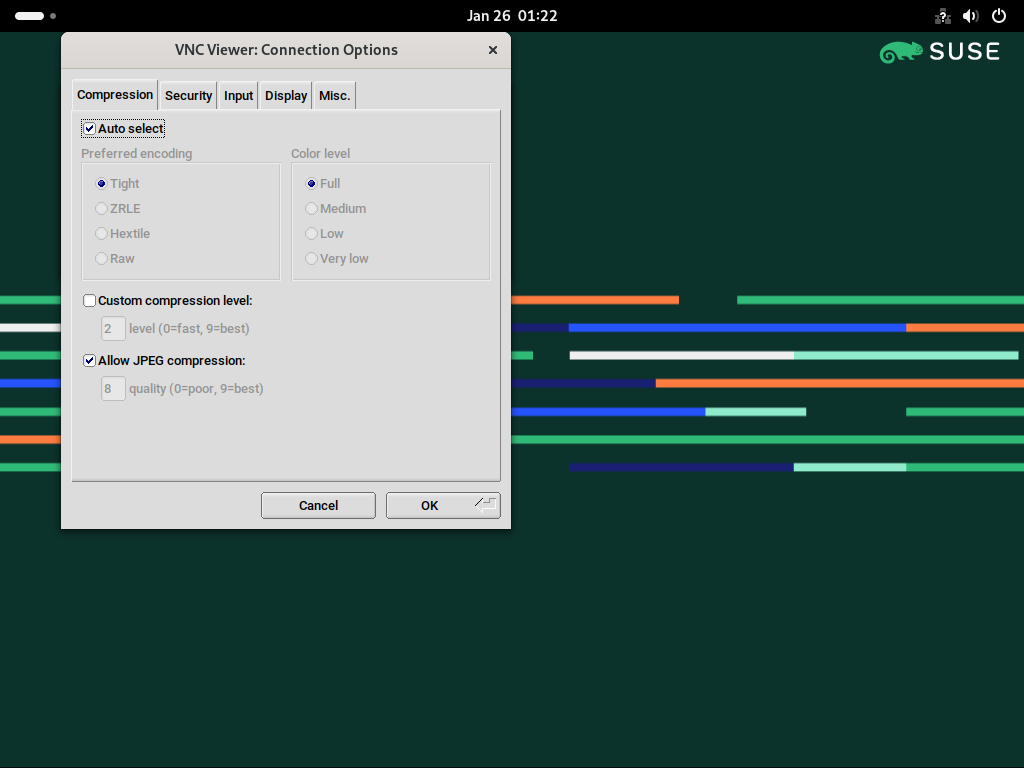 Jan 26 01:22
SUSE
VNC Viewer: Connection Options
Compression Security Input Display Misc.
Auto select
Preferred encoding Color level
Tight Full
ZRLE Medium
Hextile Low
Raw Very low
Custom compression level:
2 level (0=fast, 9=best)
Allow JPEG compression:
8 quality (0=poor, 9=best)
Cancel OK